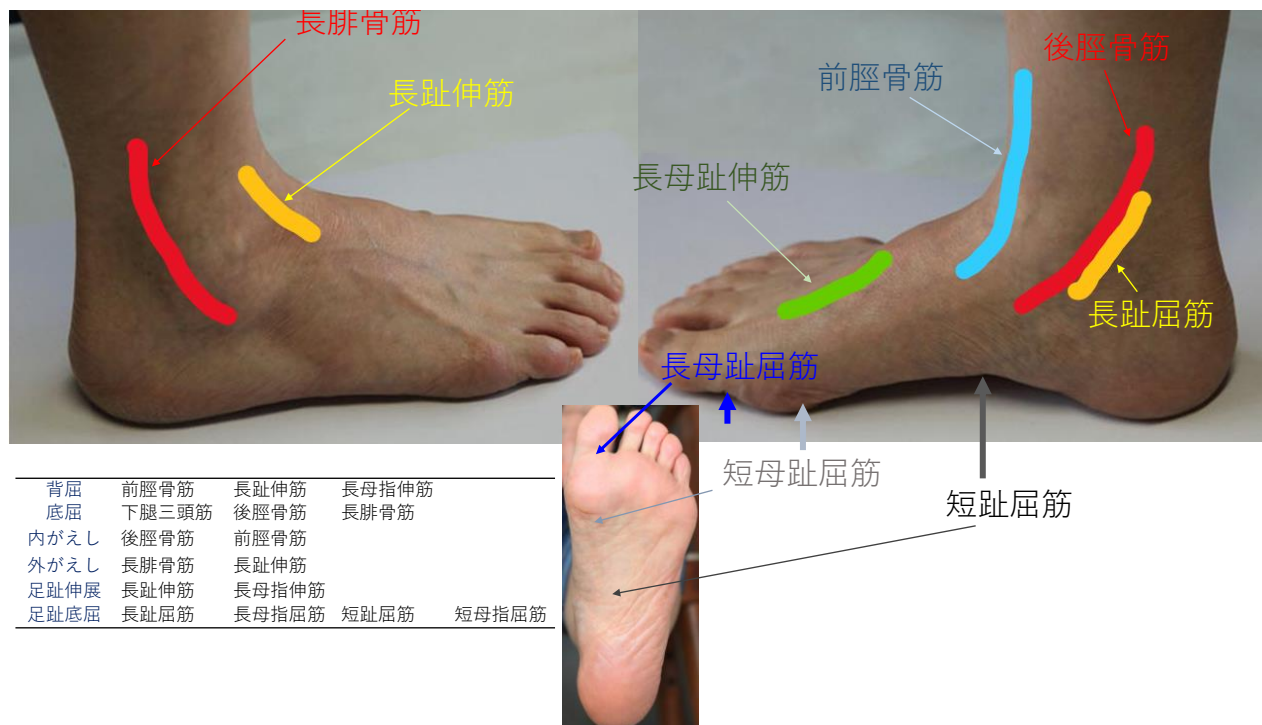 長腓骨筋
長趾伸筋
後脛骨筋
前脛骨筋
長母趾伸筋
長趾屈筋
長母趾屈筋
短母趾屈筋
短趾屈筋
背屈 前脛骨筋 長趾伸筋 長母指伸筋
底屈 下腿三頭筋 後脛骨筋 長腓骨筋
内がえし 後脛骨筋 前脛骨筋
外がえし 長腓骨筋 長趾伸筋
足趾伸展 長趾伸筋 長母指伸筋
足趾底屈 長趾屈筋 長母指屈筋 短趾屈筋 短母指屈筋